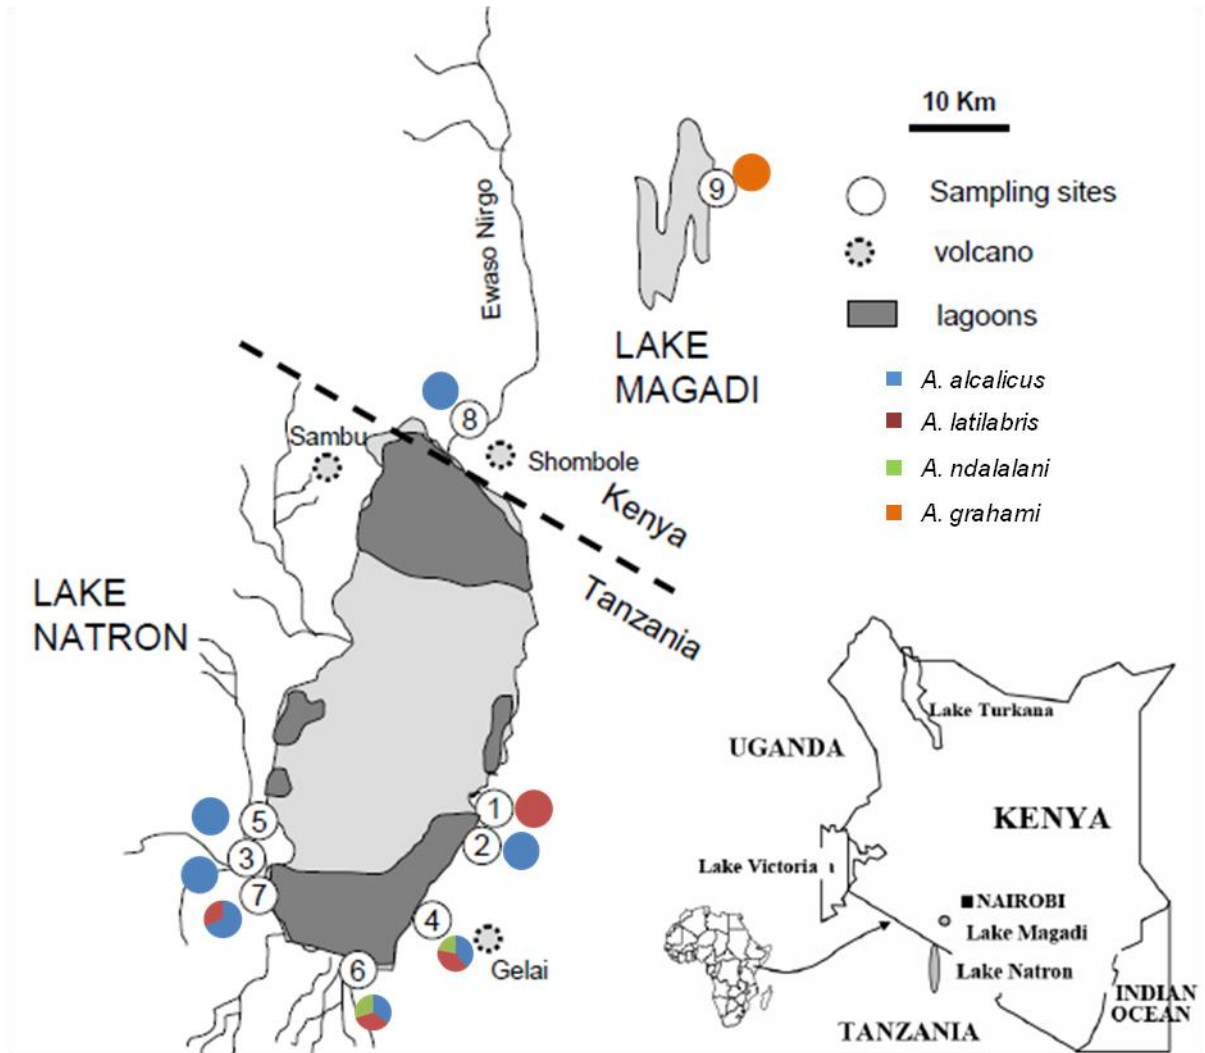 10 Km
Sampling sites
volcano
lagoons
A. alcalicus
A. latilabris
A. ndalalani
A. grahami
Ewaso Nirgo
9
LAKE
MAGADI
8
Sambu
Shombole
Kenya
Tanzania
LAKE
NATRON
5
3
7
1
2
4
6
Gelai
Lake Turkana
UGANDA
KENYA
Lake Victoria
NAIROBI
Lake Magadi
Lake Natron
INDIAN
OCEAN
TANZANIA